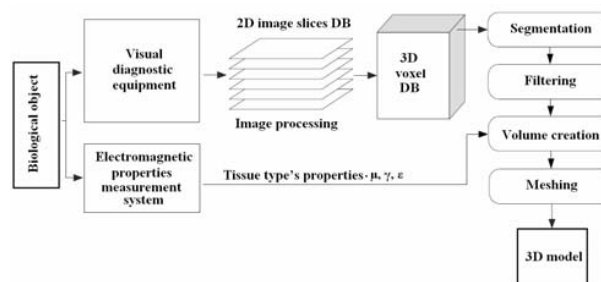 2D image slices DB
Segmentation
Visual
diagnostic
equipment
3D
voxel
DB
Filtering
Biological object
Image processing
Volume creation
Electromagnetic
properties
measurement
system
Tissue type's properties - μ, γ, ε
Meshing
3D model